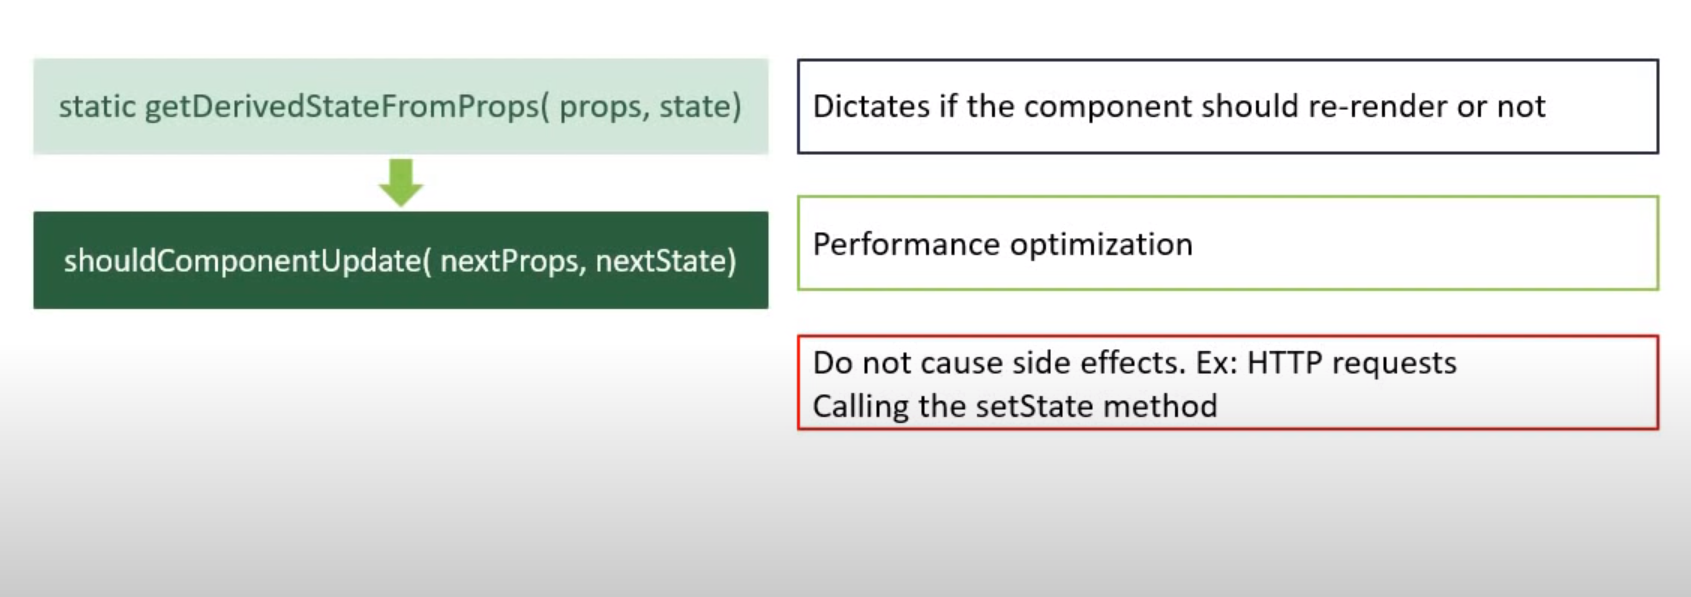 static getDerivedStateFromProps( props, state)
shouldComponentUpdate( nextProps, nextState)
Dictates if the component should re-render or not
Performance optimization
Do not cause side effects. Ex: HTTP requests
Calling the setState method